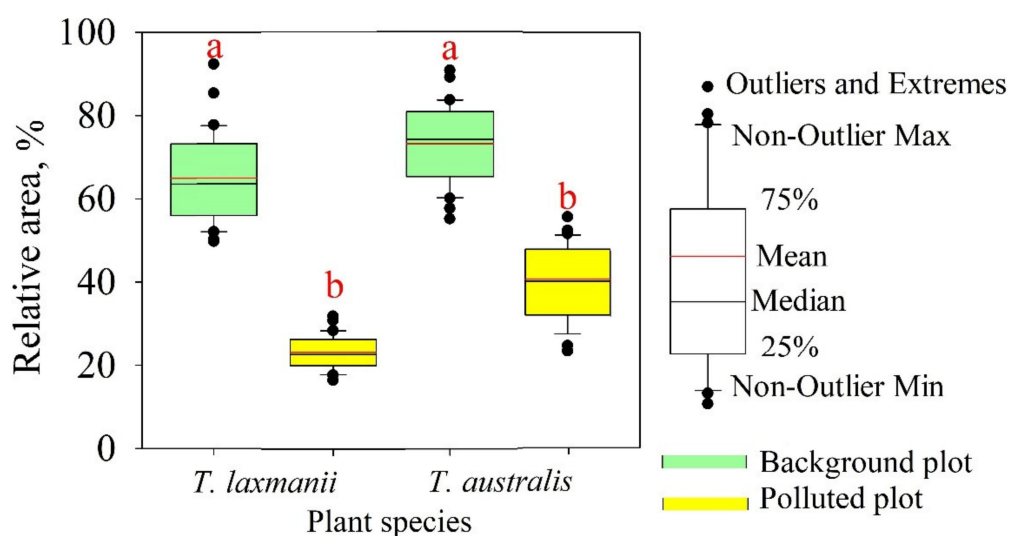 Relative area, %
100
80
60
40
20
0
a
b
a
b
T. laxmanii
T. australis
Plant species
Outliers and Extremes
Non-Outlier Max
75%
Mean
Median
25%
Non-Outlier Min
Background plot
Polluted plot